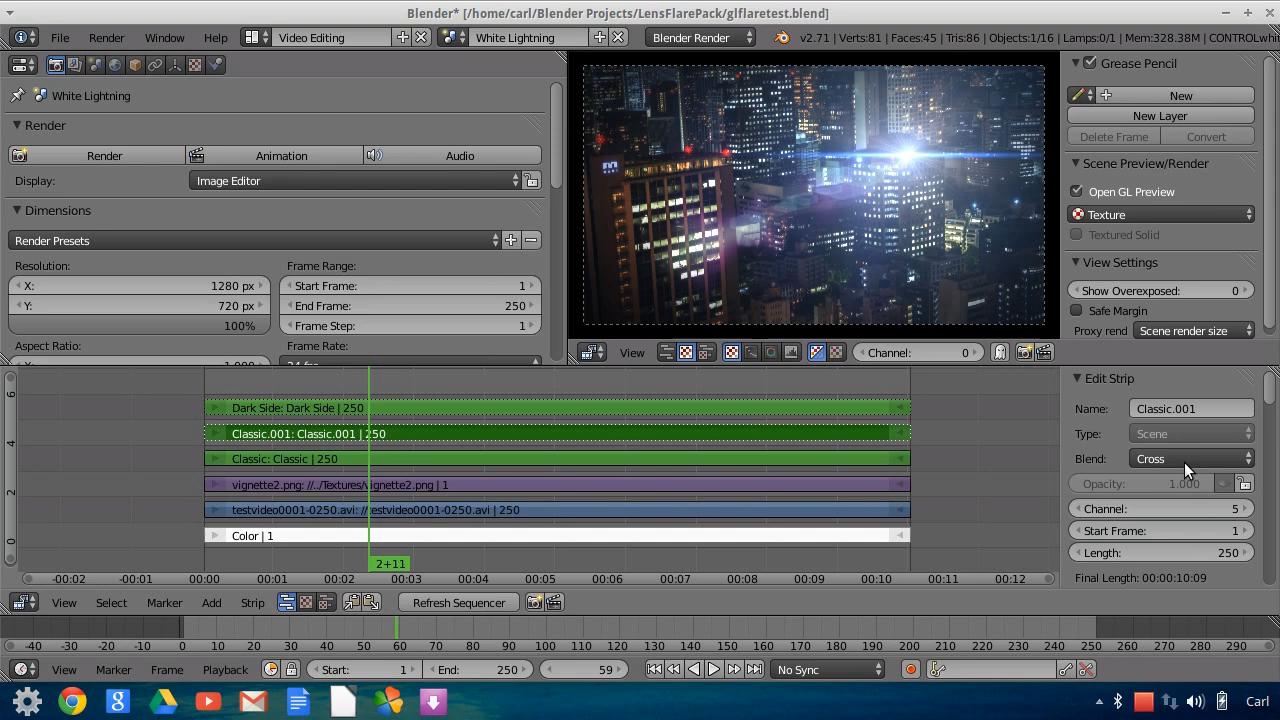 Blender* [/home/carl/Blender Projects/LensFlarePack/glflaretest.blend]
File Render Window Help Video Editing White Lightning Blender Render v2.71 | Verts:81 | Faces:45 | Tris:86 | Objects:1/16 | Lamps:0/1 | Mem:328.38M | CONTROLwhi
White Lightning
Render
Render Animation Audio
Display: Image Editor
Dimensions
Render Presets
Resolution: Frame Range:
X: 1280 px Start Frame: 1
Y: 720 px End Frame: 250
100% Frame Step: 1
Aspect Ratio: Frame Rate:
Grease Pencil
New
New Layer
Delete Frame Convert
Scene Preview/Render
Open GL Preview
Texture
Textured Solid
View Settings
Show Overexposed: 0
Safe Margin
Proxy rend Scene render size
View Channel: 0
6
4
2
0
Dark Side: Dark Side | 250
Classic.001: Classic.001 | 250
Classic: Classic | 250
vignette2.png: //../Textures/vignette2.png | 1
testvideo0001-0250.avi: //testvideo0001-0250.avi | 250
Color | 1
2+11
-00:02 -00:01 00:00 00:01 00:02 00:03 00:04 00:05 00:06 00:07 00:08 00:09 00:10 00:11 00:12
Edit Strip
Name: Classic.001
Type: Scene
Blend: Cross
Opacity: 1.000
Channel: 5
Start Frame: 1
Length: 250
Final Length: 00:00:10:09
View Select Marker Add Strip Refresh Sequencer
-40 -30 -20 -10 0 10 20 30 40 50 60 70 80 90 100 110 120 130 140 150 160 170 180 190 200 210 220 230 240 250 260 270 280 290
View Marker Frame Playback Start: 1 End: 250 59 No Sync
Carl